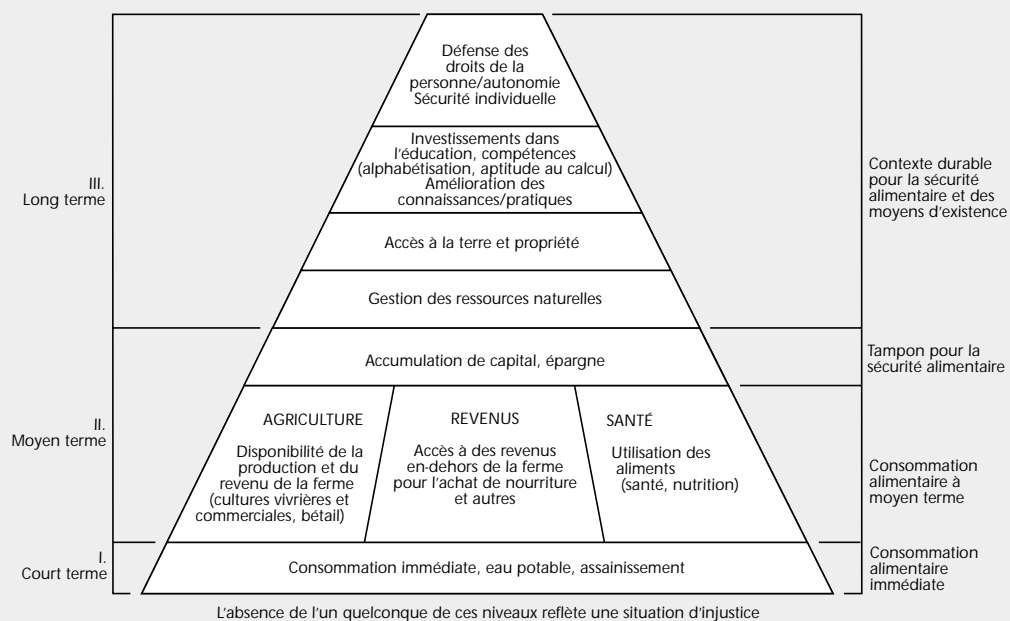 Défense des
droits de la
personne/autonomie
Sécurité individuelle
Investissements dans
l'éducation, compétences
(alphabétisation, aptitude au calcul)
Amélioration des
connaissances/pratiques
III.
Long terme
Contexte durable
pour la sécurité
alimentaire et des
moyens d'existence
Accès à la terre et propriété
Gestion des ressources naturelles
Accumulation de capital, épargne
Tampon pour la
sécurité alimentaire
II.
Moyen terme
AGRICULTURE
Disponibilité de la
production et du
revenu de la ferme
(cultures vivrières et
commerciales, bétail)
REVENUS
Accès à des revenus
en-dehors de la ferme
pour l'achat de nourriture
et autres
SANTÉ
Utilisation des
aliments
(santé, nutrition)
Consommation
alimentaire à
moyen terme
I.
Court terme
Consommation immédiate, eau potable, assainissement
Consommation
alimentaire
immédiate
L'absence de l'un quelconque de ces niveaux reflète une situation d'injustice